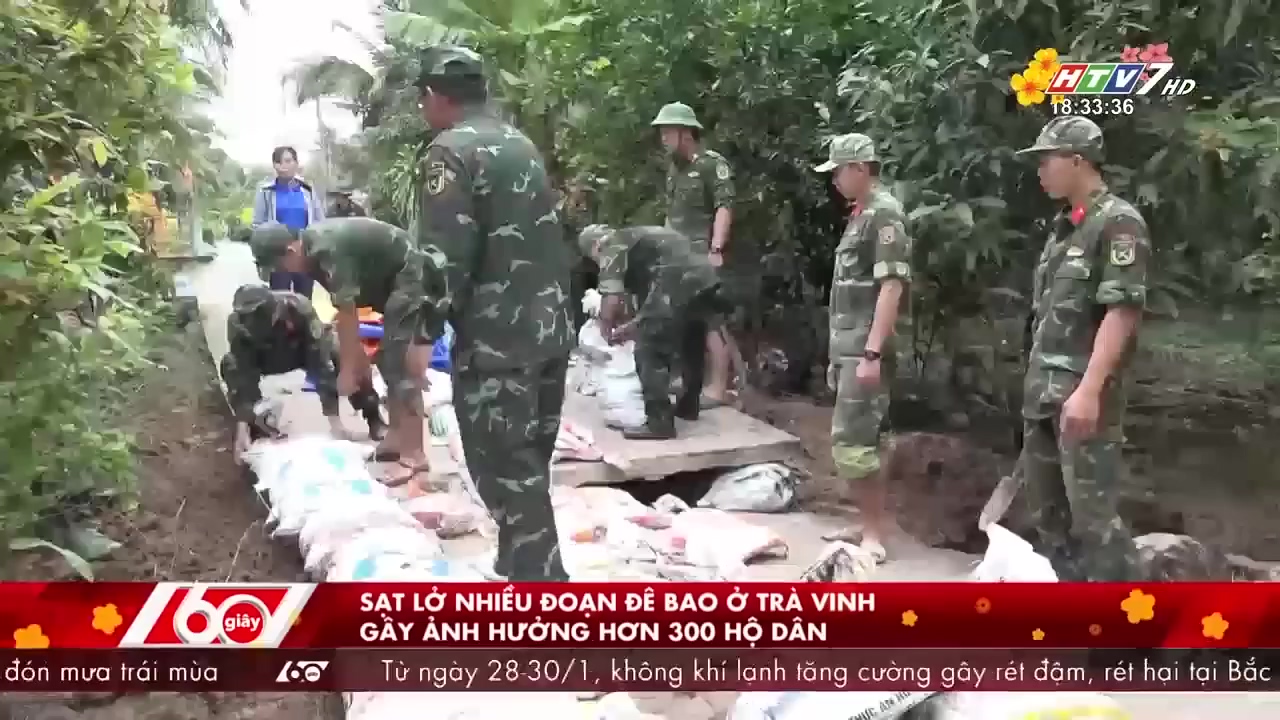 HTV7 HD
18:33:36
60 giây
SẠT LỞ NHIỀU ĐOẠN ĐÊ BAO Ở TRÀ VINH
GÂY ẢNH HƯỞNG HƠN 300 HỘ DÂN
đón mưa trái mùa 60 Từ ngày 28-30/1, không khí lạnh tăng cường gây rét đậm, rét hại tại Bắc